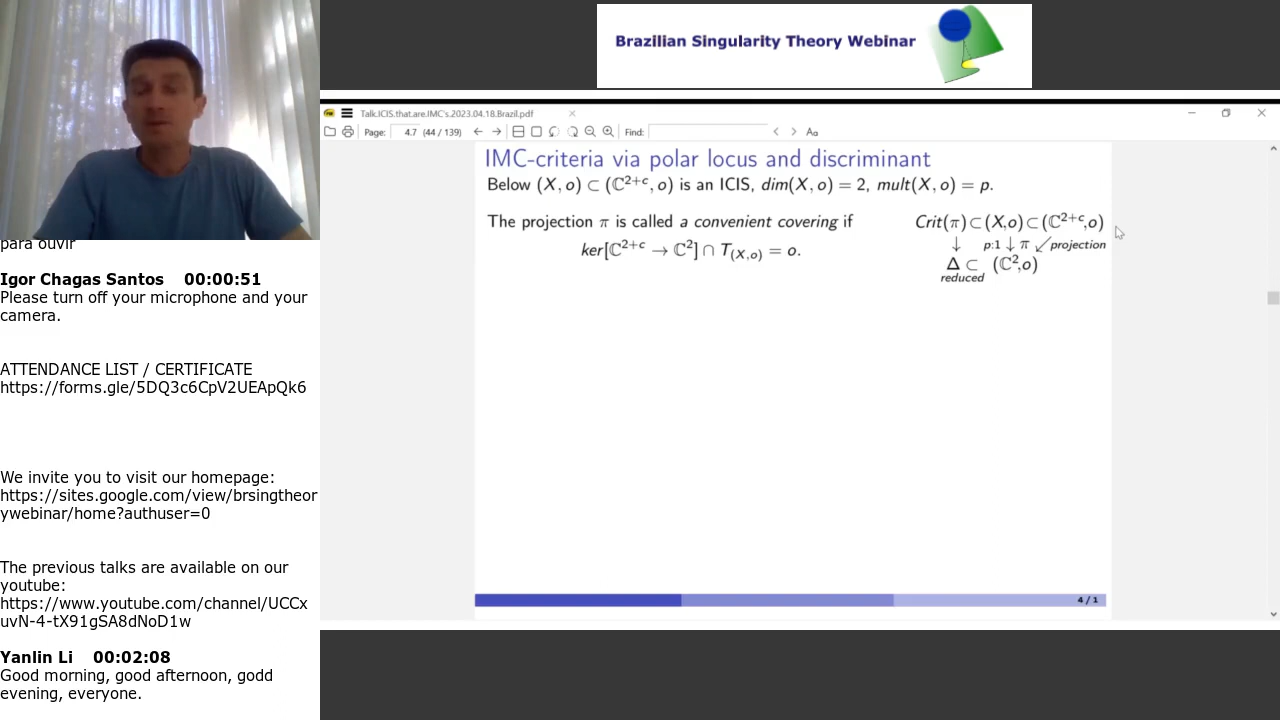 Brazilian Singularity Theory Webinar
para ouvir
Igor Chagas Santos 00:00:51
Please turn off your microphone and your
camera.
ATTENDANCE LIST / CERTIFICATE
https://forms.gle/5DQ3c6CpV2UEApQk6
We invite you to visit our homepage:
https://sites.google.com/view/brsingtheor
ywebinar/home?authuser=0
The previous talks are available on our
youtube:
https://www.youtube.com/channel/UCCx
uvN-4-tX91gSA8dNoD1w
Yanlin Li 00:02:08
Good morning, good afternoon, godd
evening, everyone.
Talk.ICIS.that.are.IMC's.2023.04.18.Brazil.pdf
Page: 4.7 (44 / 139) Find: Aa
IMC-criteria via polar locus and discriminant
Below (X, o) ⊂ (ℂ²⁺ᶜ, o) is an ICIS, dim(X, o) = 2, mult(X, o) = p.
The projection π is called a convenient covering if
ker[ℂ²⁺ᶜ → ℂ²] ∩ T₍X,o₎ = o.
Crit(π)⊂(X,o)⊂(ℂ²⁺ᶜ,o)
↓ p:1 ↓ π ↙ projection
Δ ⊂ (ℂ²,o)
reduced
4 / 1